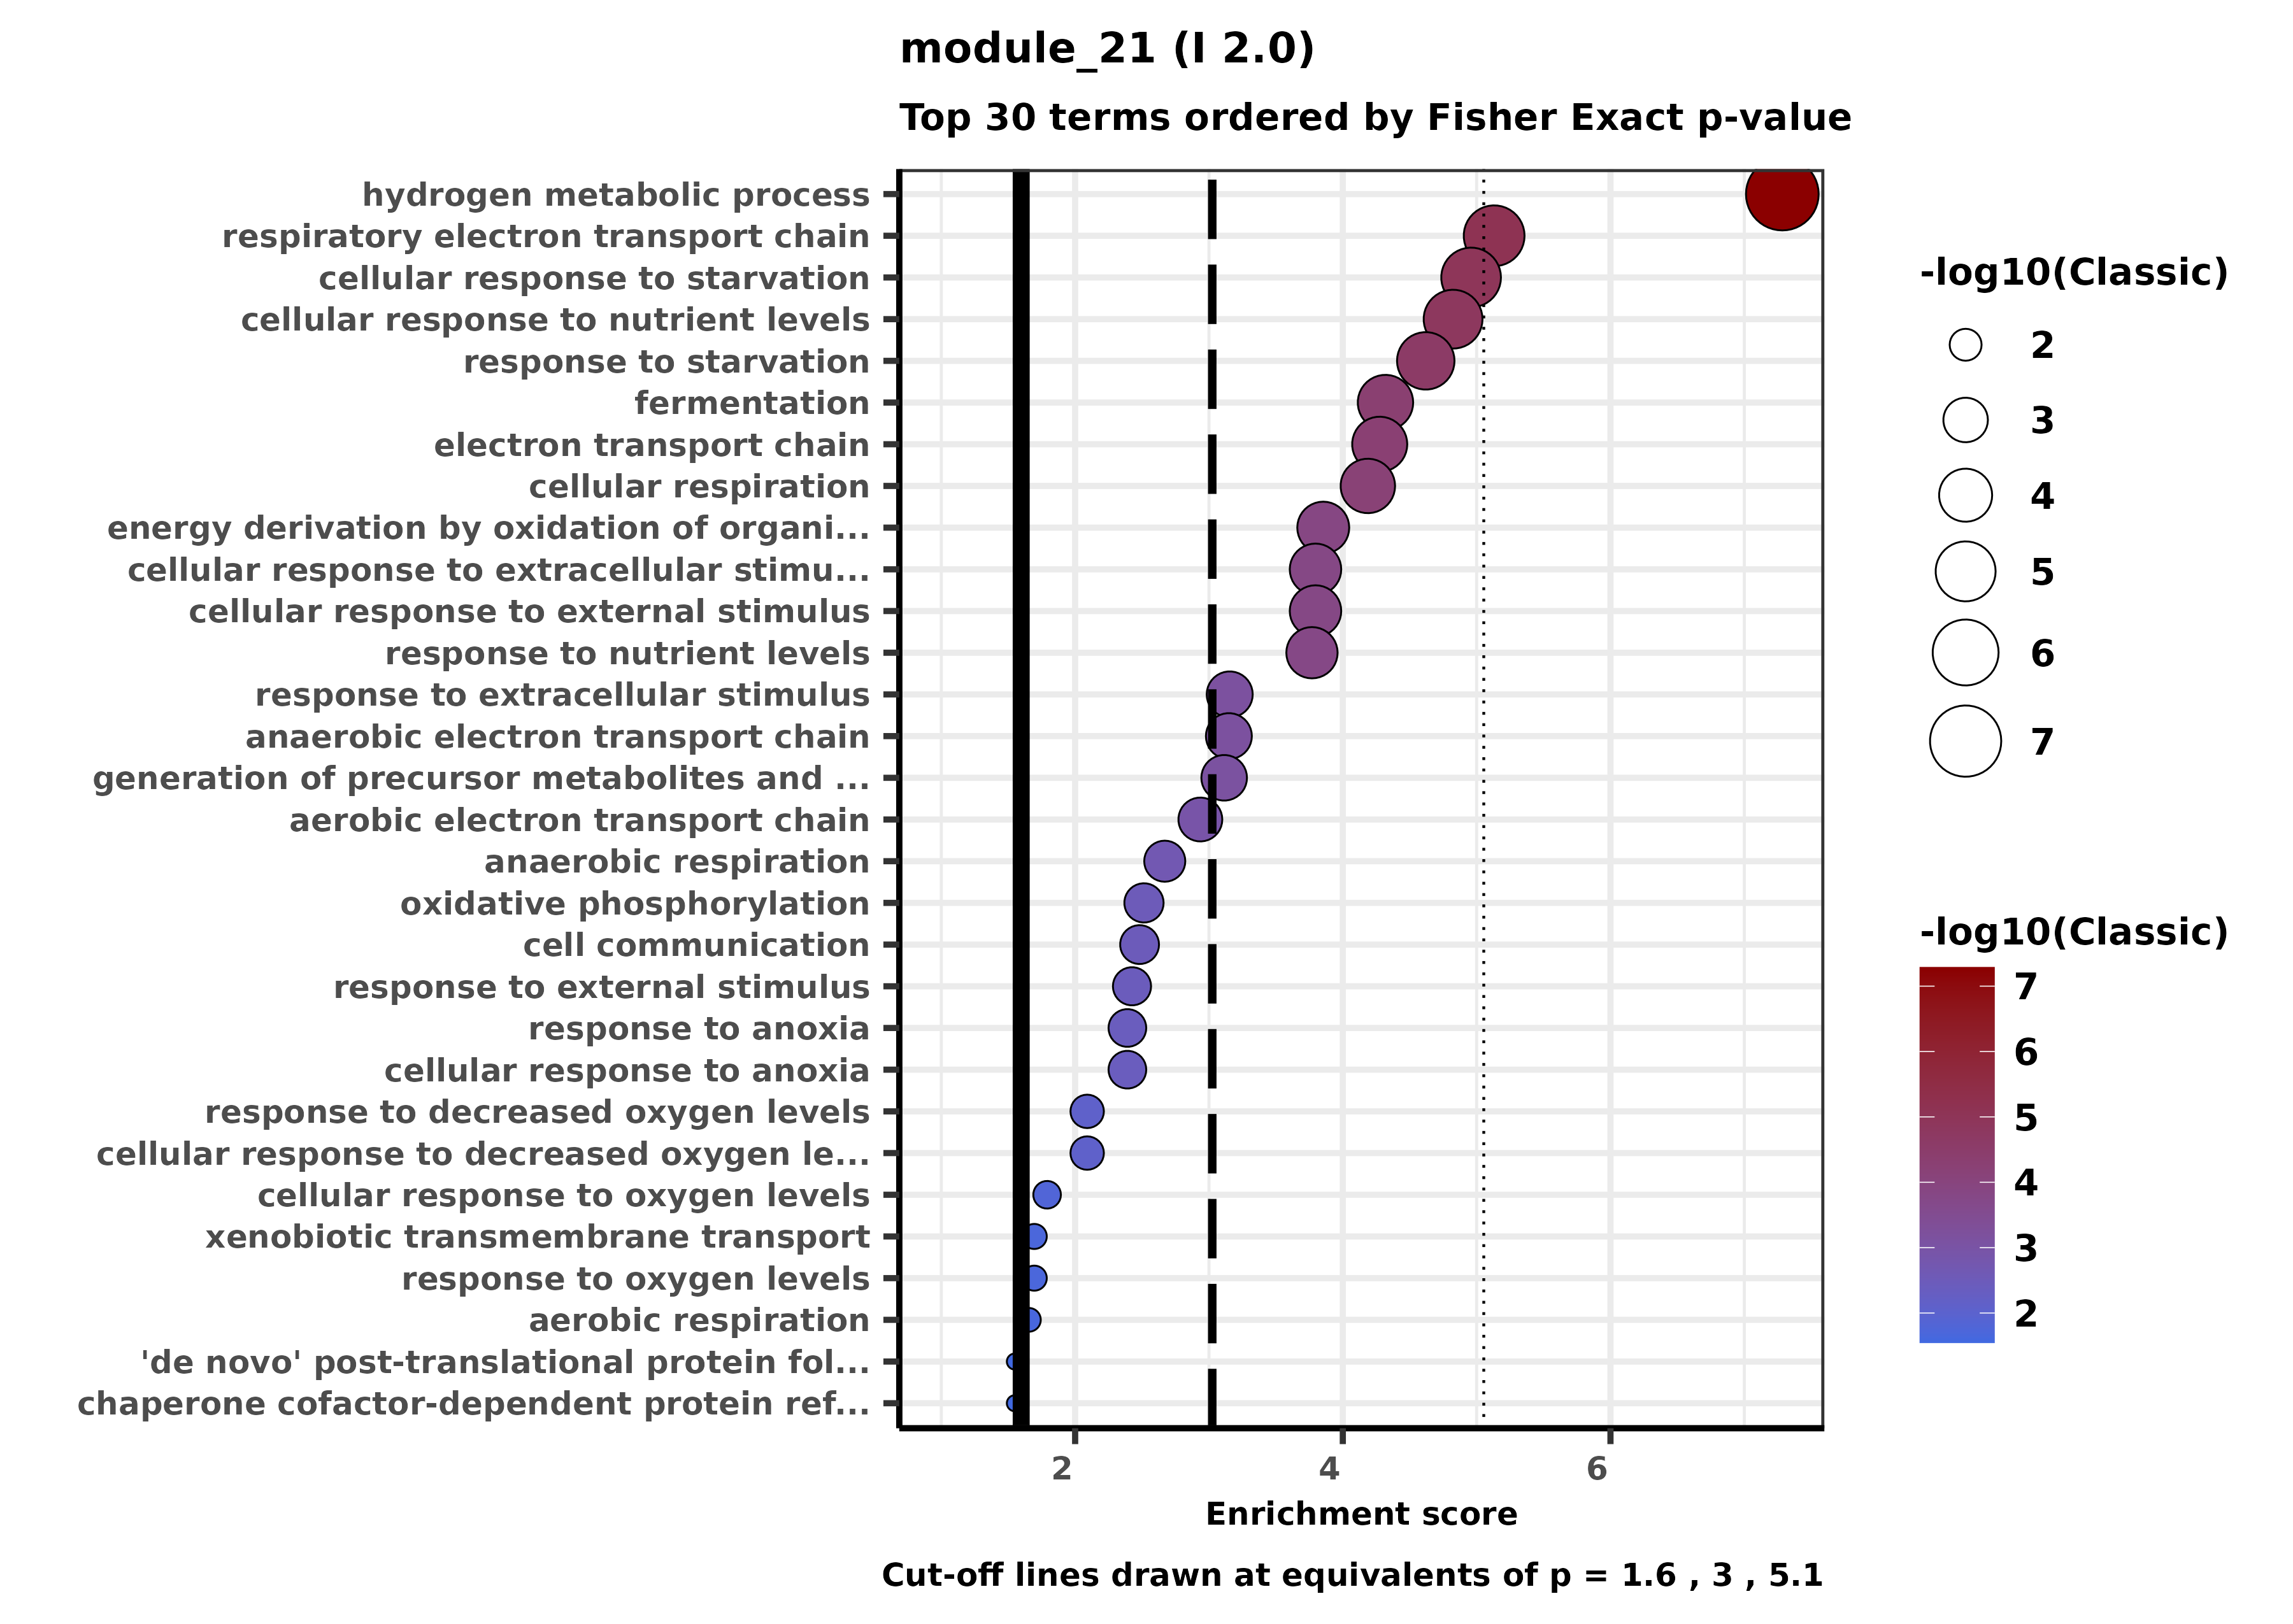 module_21 (I 2.0)
Top 30 terms ordered by Fisher Exact p-value
hydrogen metabolic process
respiratory electron transport chain
cellular response to starvation
cellular response to nutrient levels
response to starvation
fermentation
electron transport chain
cellular respiration
energy derivation by oxidation of organi...
cellular response to extracellular stimu...
cellular response to external stimulus
response to nutrient levels
response to extracellular stimulus
anaerobic electron transport chain
generation of precursor metabolites and ...
aerobic electron transport chain
anaerobic respiration
oxidative phosphorylation
cell communication
response to external stimulus
response to anoxia
cellular response to anoxia
response to decreased oxygen levels
cellular response to decreased oxygen le...
cellular response to oxygen levels
xenobiotic transmembrane transport
response to oxygen levels
aerobic respiration
'de novo' post-translational protein fol...
chaperone cofactor-dependent protein ref...
2 4 6
Enrichment score
Cut-off lines drawn at equivalents of p = 1.6 , 3 , 5.1
-log10(Classic)
2
3
4
5
6
7
-log10(Classic)
7
6
5
4
3
2